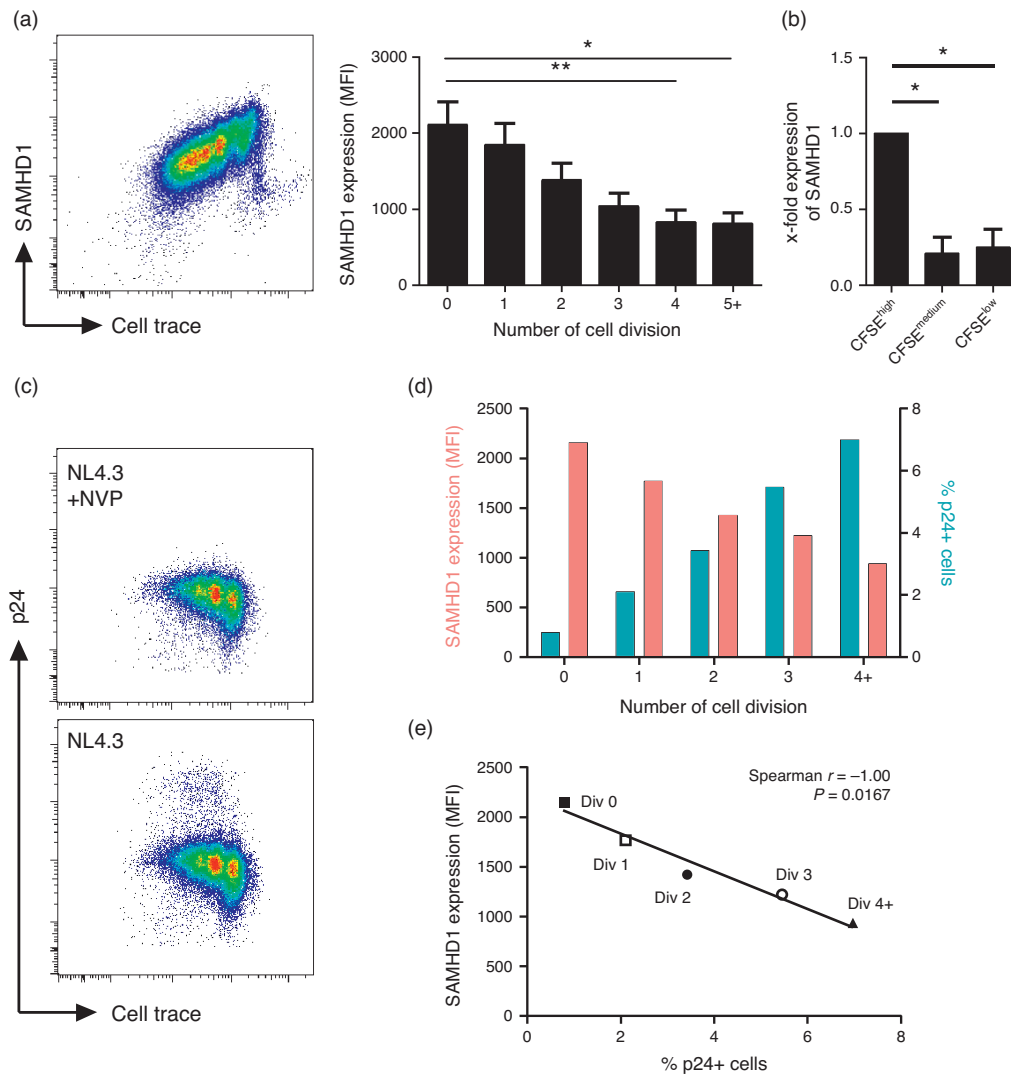 (a)
SAMHD1
Cell trace
SAMHD1 expression (MFI)
3000
2000
1000
0
*
**
0 1 2 3 4 5+
Number of cell division
(b)
x-fold expression
of SAMHD1
1.5
1.0
0.5
0.0
*
*
CFSEhigh
CFSEmedium
CFSElow
(c)
NL4.3
+NVP
p24
NL4.3
Cell trace
(d)
SAMHD1 expression (MFI)
2500
2000
1500
1000
500
0
8
6
4
2
0
% p24+ cells
0 1 2 3 4+
Number of cell division
(e)
SAMHD1 expression (MFI)
2500
2000
1500
1000
500
0
Spearman r = –1.00
P = 0.0167
Div 0
Div 1
Div 2
Div 3
Div 4+
0 2 4 6 8
% p24+ cells